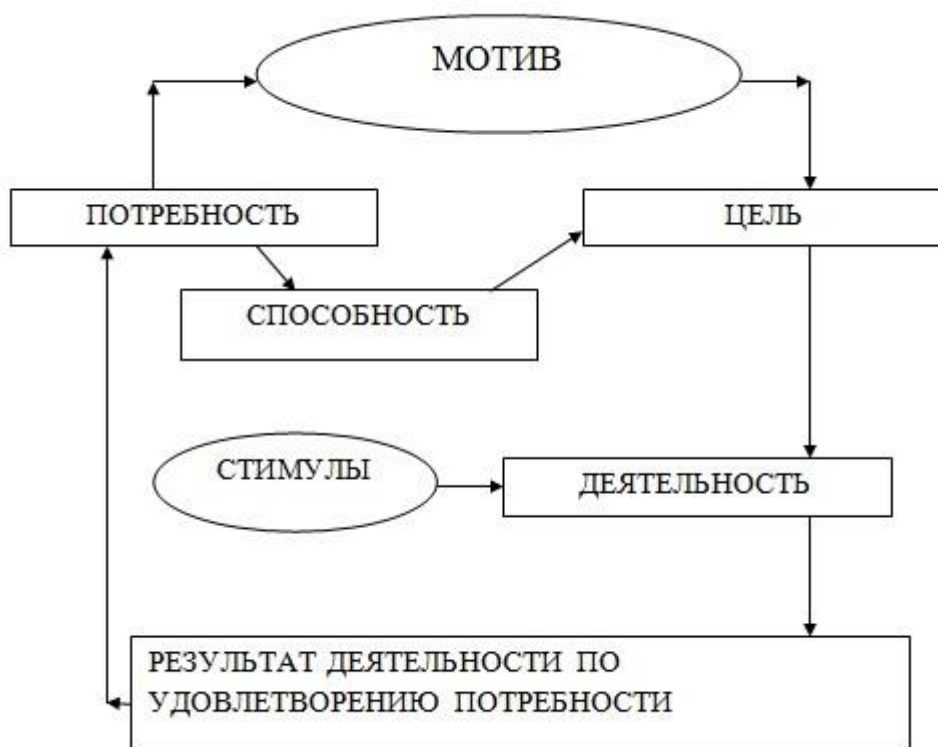 МОТИВ
ПОТРЕБНОСТЬ
ЦЕЛЬ
СПОСОБНОСТЬ
СТИМУЛЫ
ДЕЯТЕЛЬНОСТЬ
РЕЗУЛЬТАТ ДЕЯТЕЛЬНОСТИ ПО
УДОВЛЕТВОРЕНИЮ ПОТРЕБНОСТИ